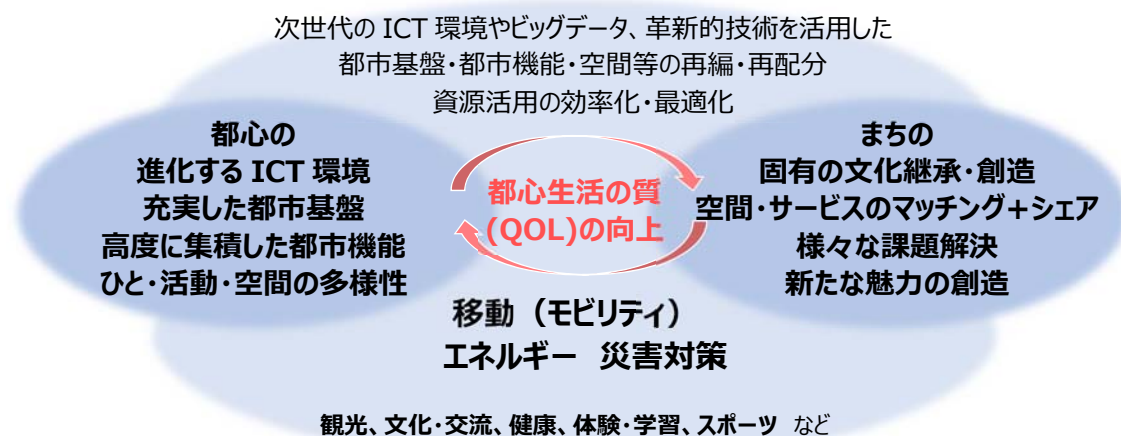 次世代の ICT 環境やビッグデータ、革新的技術を活用した
都市基盤・都市機能・空間等の再編・再配分
資源活用の効率化・最適化
都心の
進化する ICT 環境
充実した都市基盤
高度に集積した都市機能
ひと・活動・空間の多様性
都心生活の質
(QOL)の向上
まちの
固有の文化継承・創造
空間・サービスのマッチング＋シェア
様々な課題解決
新たな魅力の創造
移動（モビリティ）
エネルギー 災害対策
観光、文化・交流、健康、体験・学習、スポーツ など